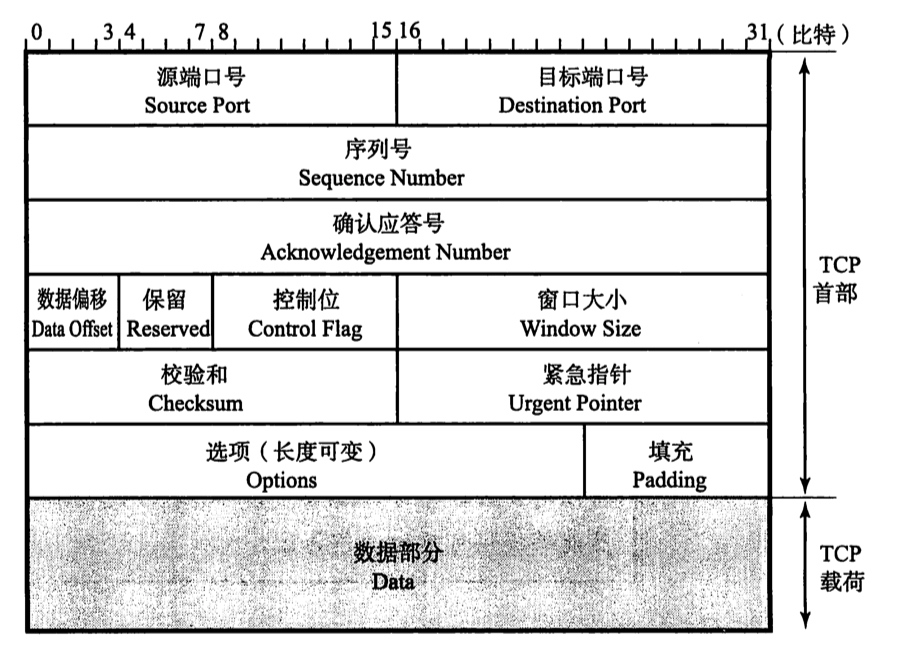 0 3 4 7 8 15 16 31 (比特)
源端口号
Source Port
目标端口号
Destination Port
序列号
Sequence Number
确认应答号
Acknowledgement Number
TCP
首部
数据偏移
Data Offset
保留
Reserved
控制位
Control Flag
窗口大小
Window Size
校验和
Checksum
紧急指针
Urgent Pointer
选项(长度可变)
Options
填充
Padding
数据部分
Data
TCP
载荷